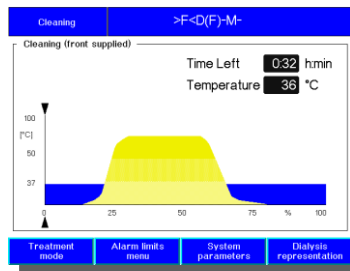 Cleaning
>F<D(F)-M-
Cleaning (front supplied)
Time Left 0:32 h:min
Temperature 36 °C
100
[°C]
50
37
0 25 50 75 % 100
Treatment mode
Alarm limits menu
System parameters
Dialysis representation